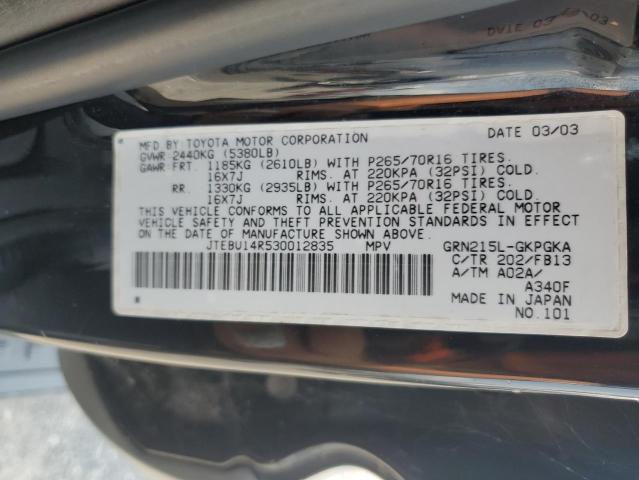 DATE 03/03
MFD BY TOYOTA MOTOR CORPORATION DATE 03/03
GVWR 2440KG (5380LB)
GAWR FRT. 1185KG (2610LB) WITH P265/70R16 TIRES.
16X7J RIMS. AT 220KPA (32PSI) COLD.
RR. 1330KG (2935LB) WITH P265/70R16 TIRES.
16X7J RIMS. AT 220KPA (32PSI) COLD.
THIS VEHICLE CONFORMS TO ALL APPLICABLE FEDERAL MOTOR
VEHICLE SAFETY AND THEFT PREVENTION STANDARDS IN EFFECT ON
THE DATE OF MANUFACTURE SHOWN ABOVE.
JTEBU14R530012835 MPV GRN215L-GKPGKA
C/TR 202/FB13
A/TM A02A/
A340F
MADE IN JAPAN
NO.101